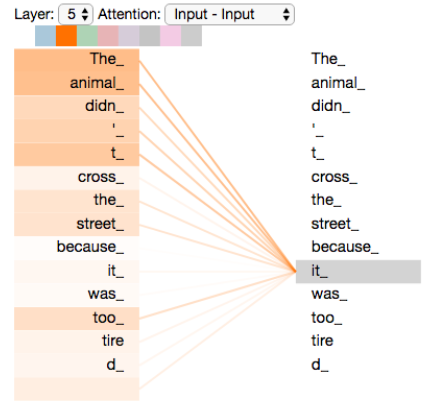 Layer: 5 Attention: Input - Input
The_ The_
animal_ animal_
didn_ didn_
'_ '_
t_ t_
cross_ cross_
the_ the_
street_ street_
because_ because_
it_ it_
was_ was_
too_ too_
tire tire
d_ d_